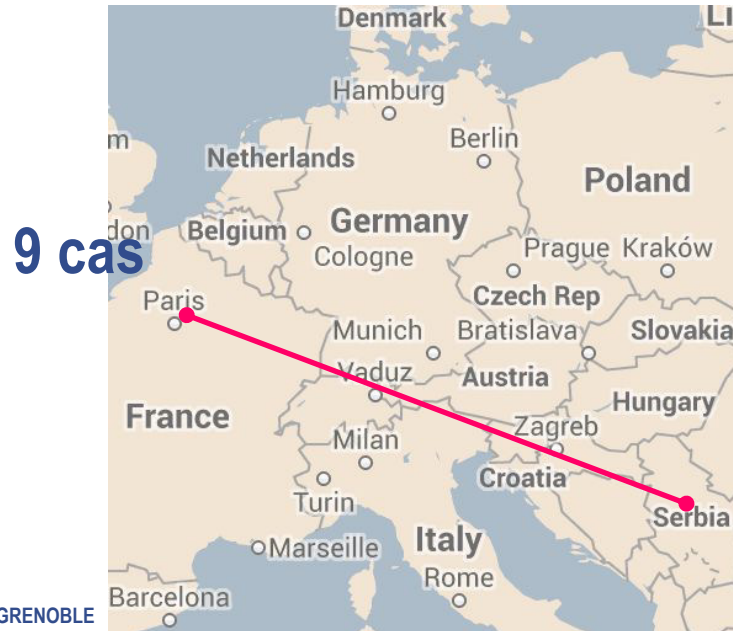 Denmark
Hamburg
Berlin
Netherlands
Poland
9 cas
Belgium
Germany
Cologne
Prague
Kraków
Czech Rep
Paris
Munich
Bratislava
Slovakia
Vaduz
Austria
Hungary
France
Zagreb
Milan
Croatia
Turin
Serbia
Marseille
Italy
Rome
Barcelona
GRENOBLE